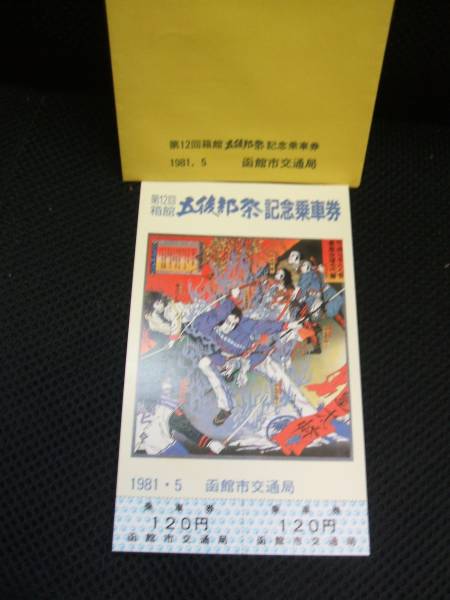 第12回箱館五稜郭祭記念乗車券
1981.5 函館市交通局
第12回
箱館
五稜郭祭記念乗車券
1981・5 函館市交通局
乗車券
120円
函館市交通局
乗車券
120円
函館市交通局